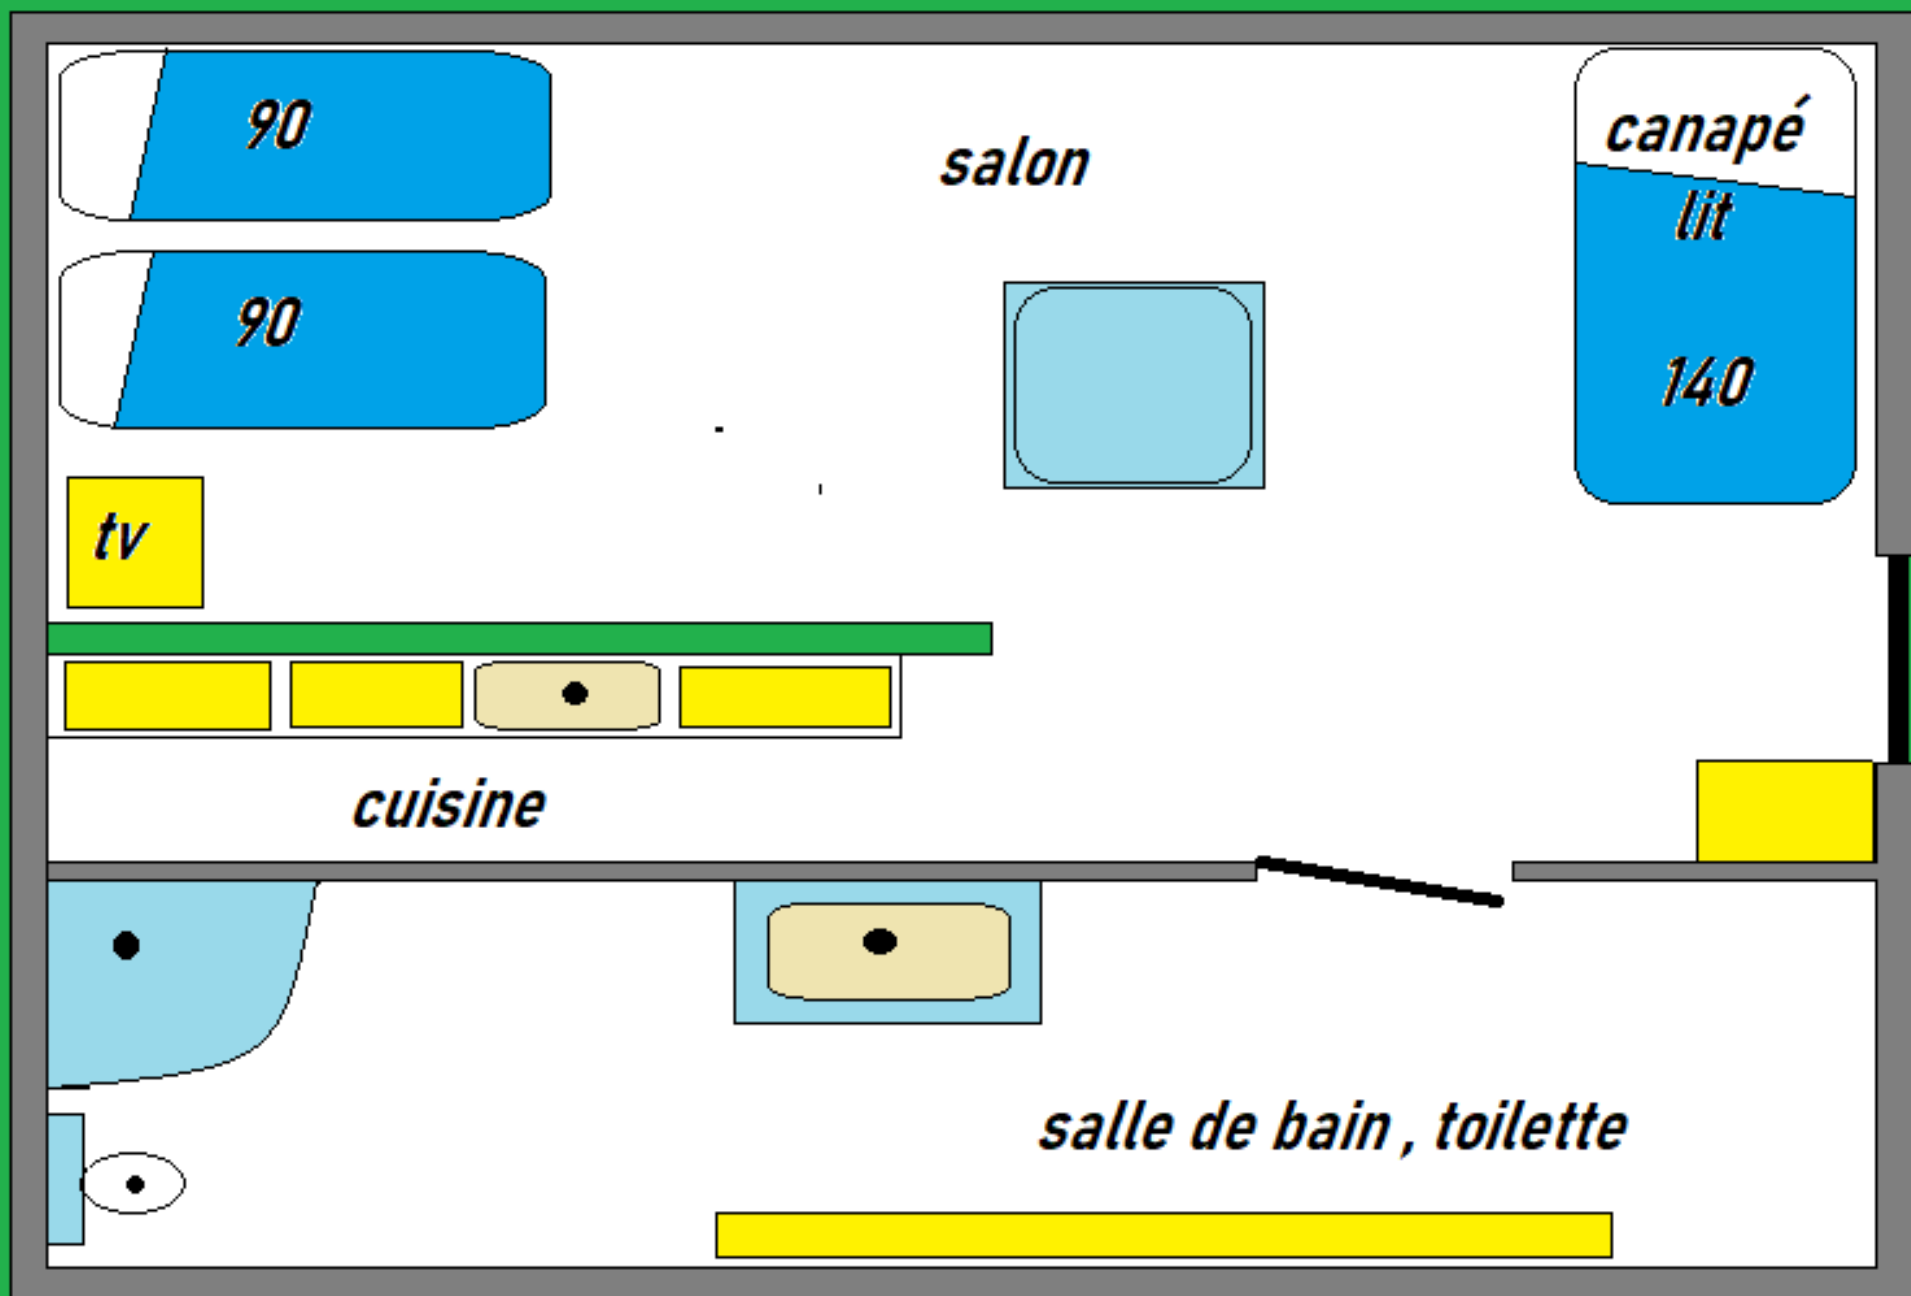 90
salon
canapé
lit
90
140
tv
cuisine
salle de bain , toilette